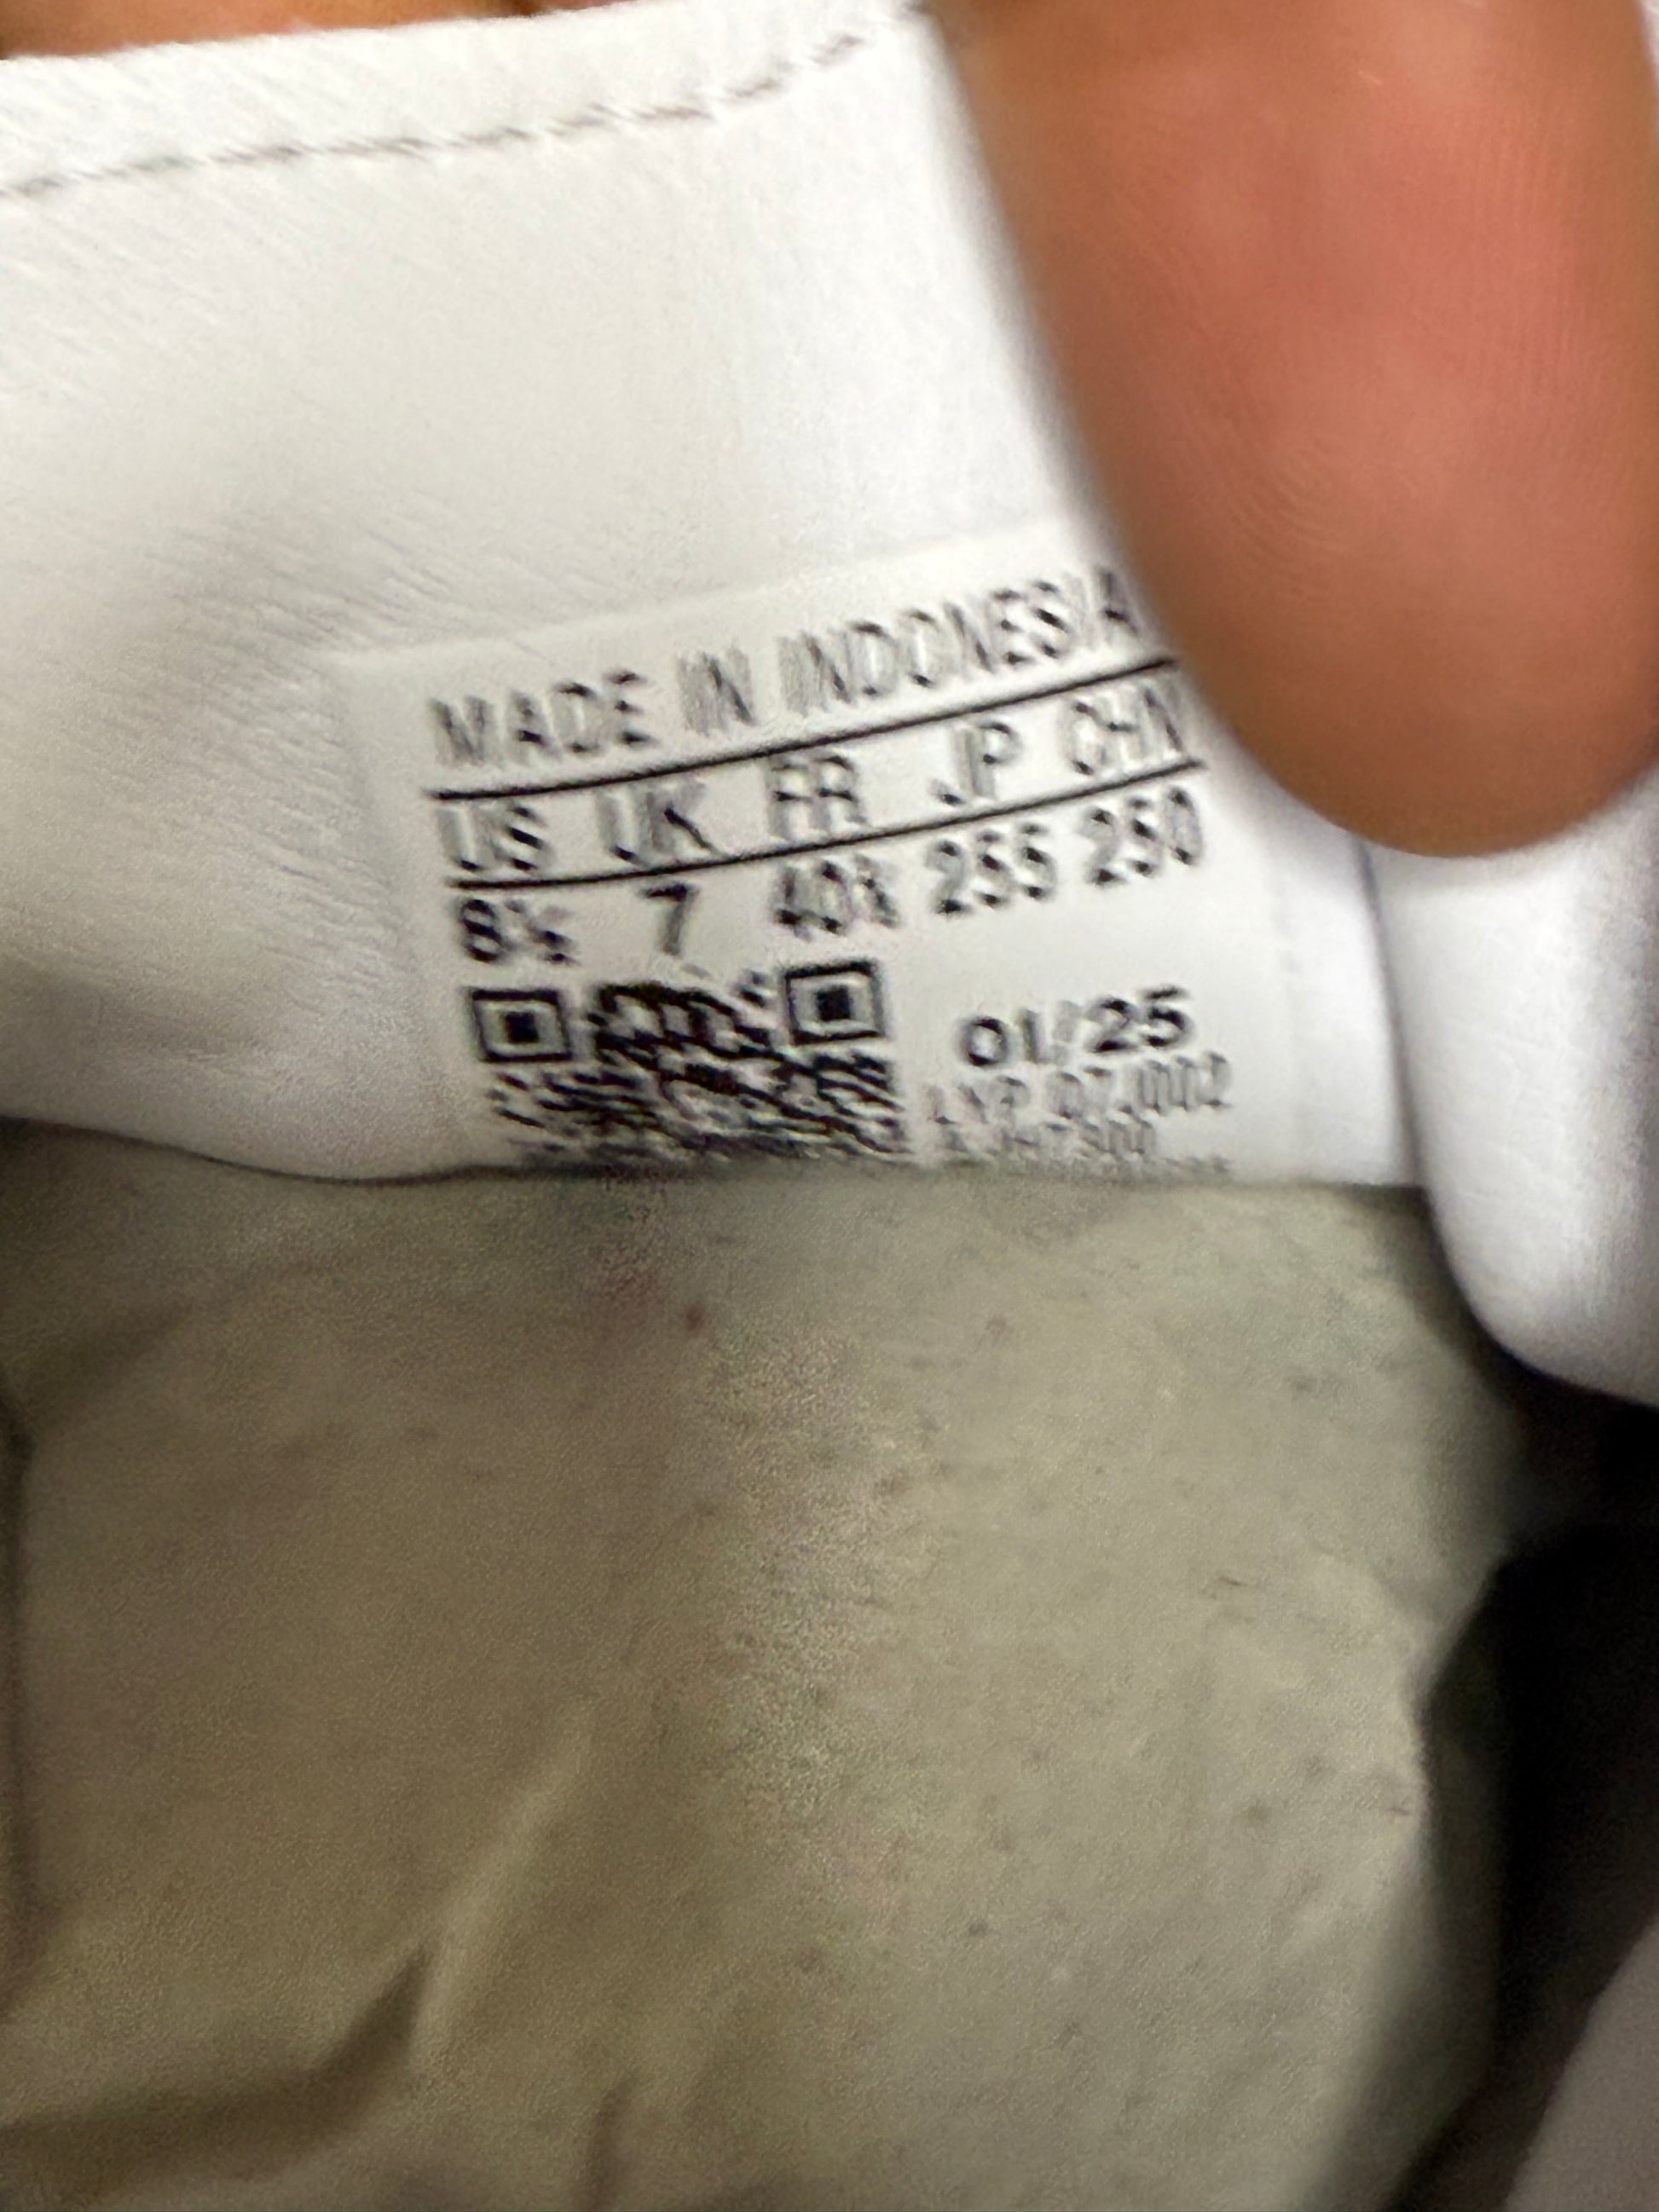 MADE IN INDONESIA
US UK FR JP CHN
8½ 7 40⅔ 255 250
01/25